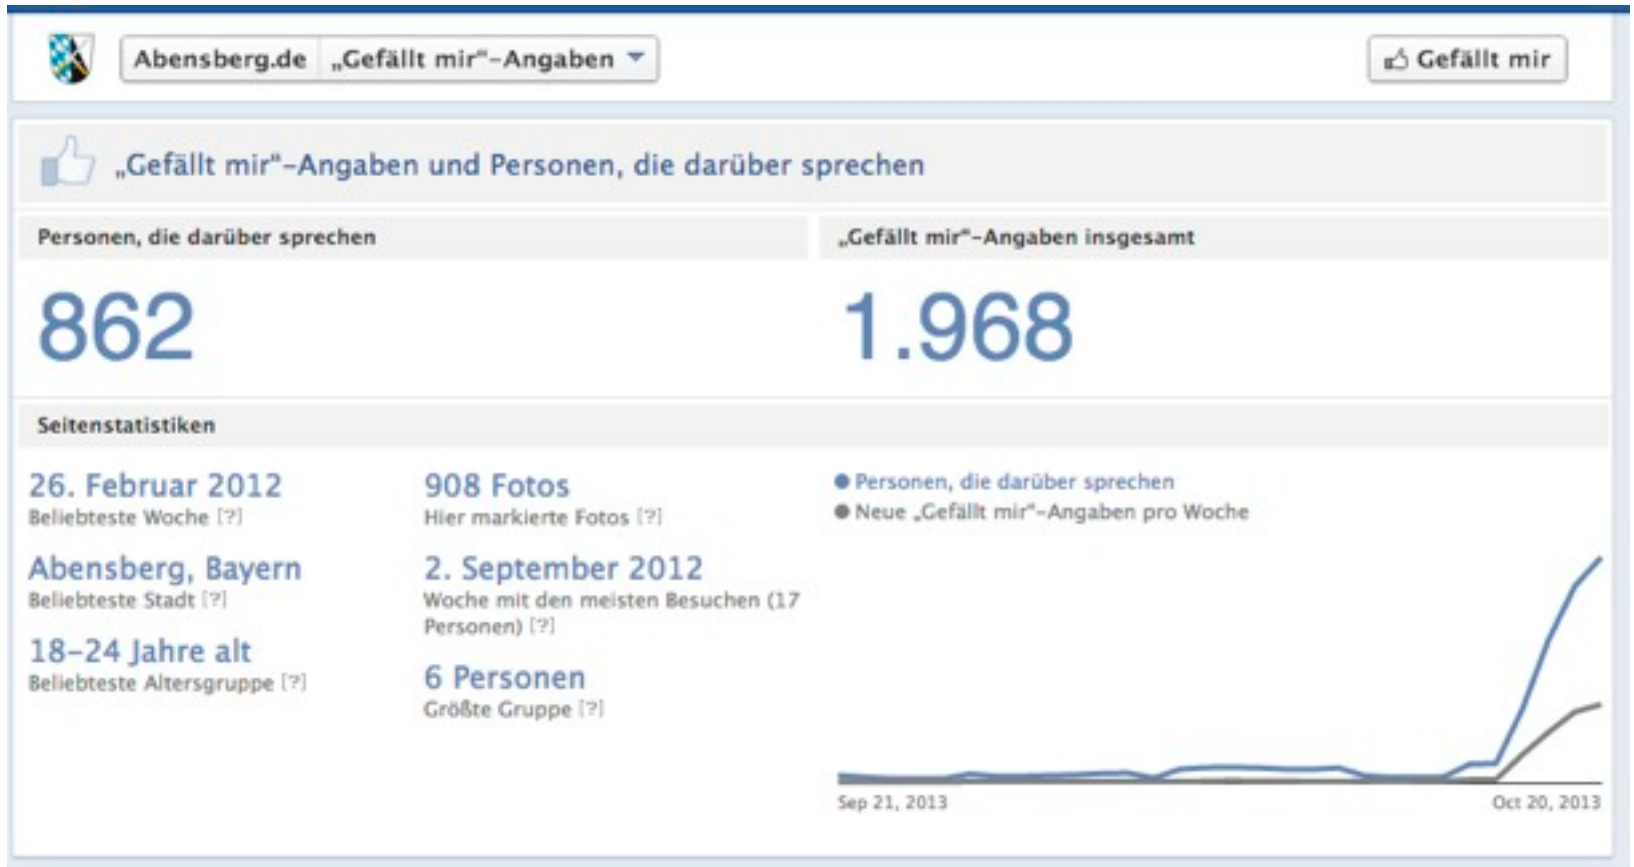 Abensberg.de „Gefällt mir“-Angaben
Gefällt mir
„Gefällt mir“-Angaben und Personen, die darüber sprechen
Personen, die darüber sprechen
862
„Gefällt mir“-Angaben insgesamt
1.968
Seitenstatistiken
26. Februar 2012
Beliebteste Woche [?]
Abensberg, Bayern
Beliebteste Stadt [?]
18–24 Jahre alt
Beliebteste Altersgruppe [?]
908 Fotos
Hier markierte Fotos [?]
2. September 2012
Woche mit den meisten Besuchen (17
Personen) [?]
6 Personen
Größte Gruppe [?]
Personen, die darüber sprechen
Neue „Gefällt mir“-Angaben pro Woche
Sep 21, 2013
Oct 20, 2013